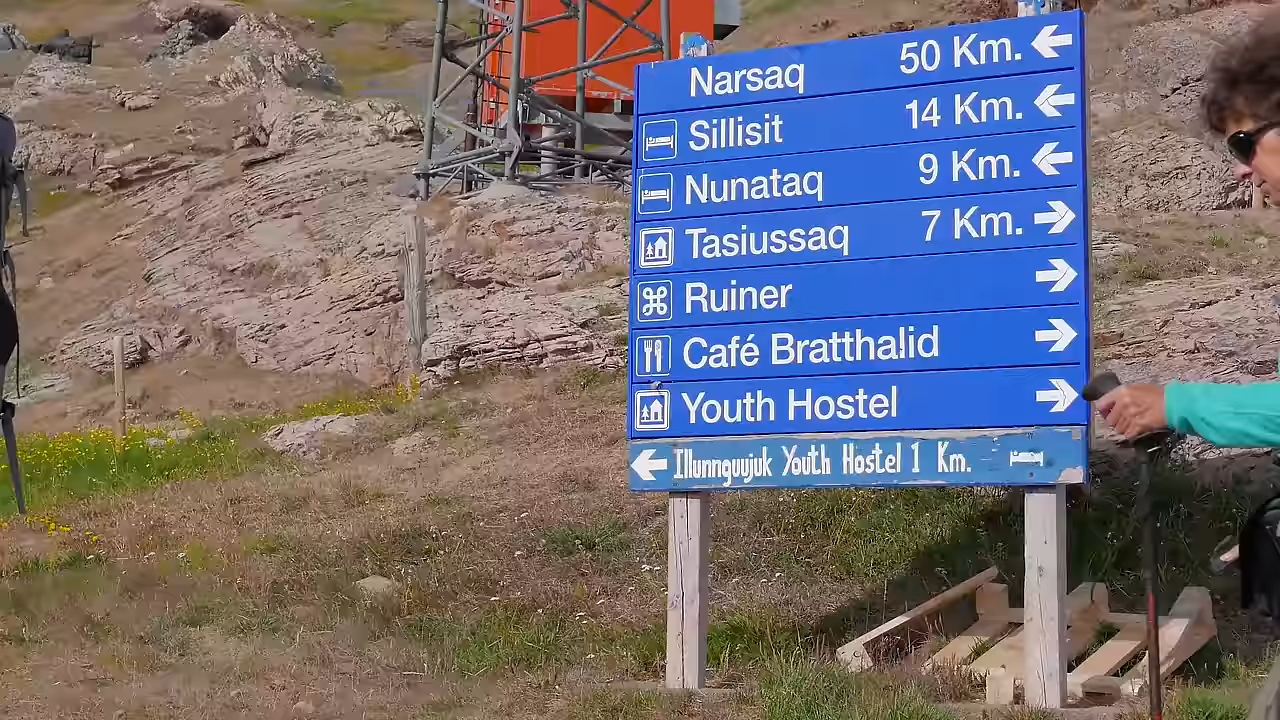 Narsaq 50 Km.
Sillisit 14 Km.
Nunataq 9 Km.
Tasiussaq 7 Km.
Ruiner
Café Bratthalid
Youth Hostel
Illunnguujuk Youth Hostel 1 Km.